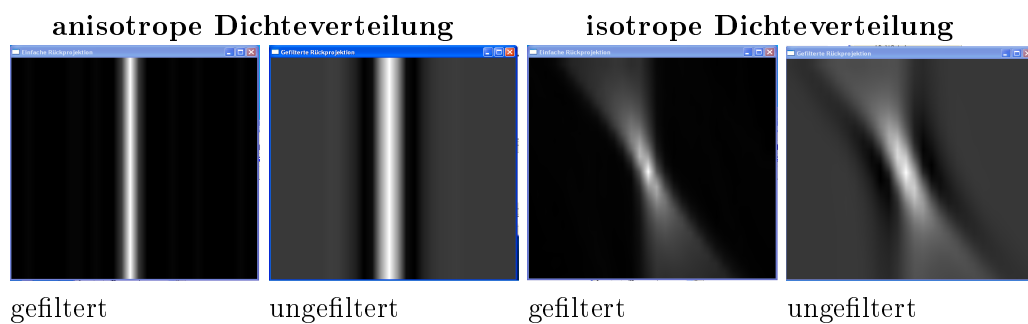 anisotrope Dichteverteilung
isotrope Dichteverteilung
Einfache Rückprojektion
Gefilterte Rückprojektion
Einfache Rückprojektion
Gefilterte Rückprojektion
gefiltert
ungefiltert
gefiltert
ungefiltert